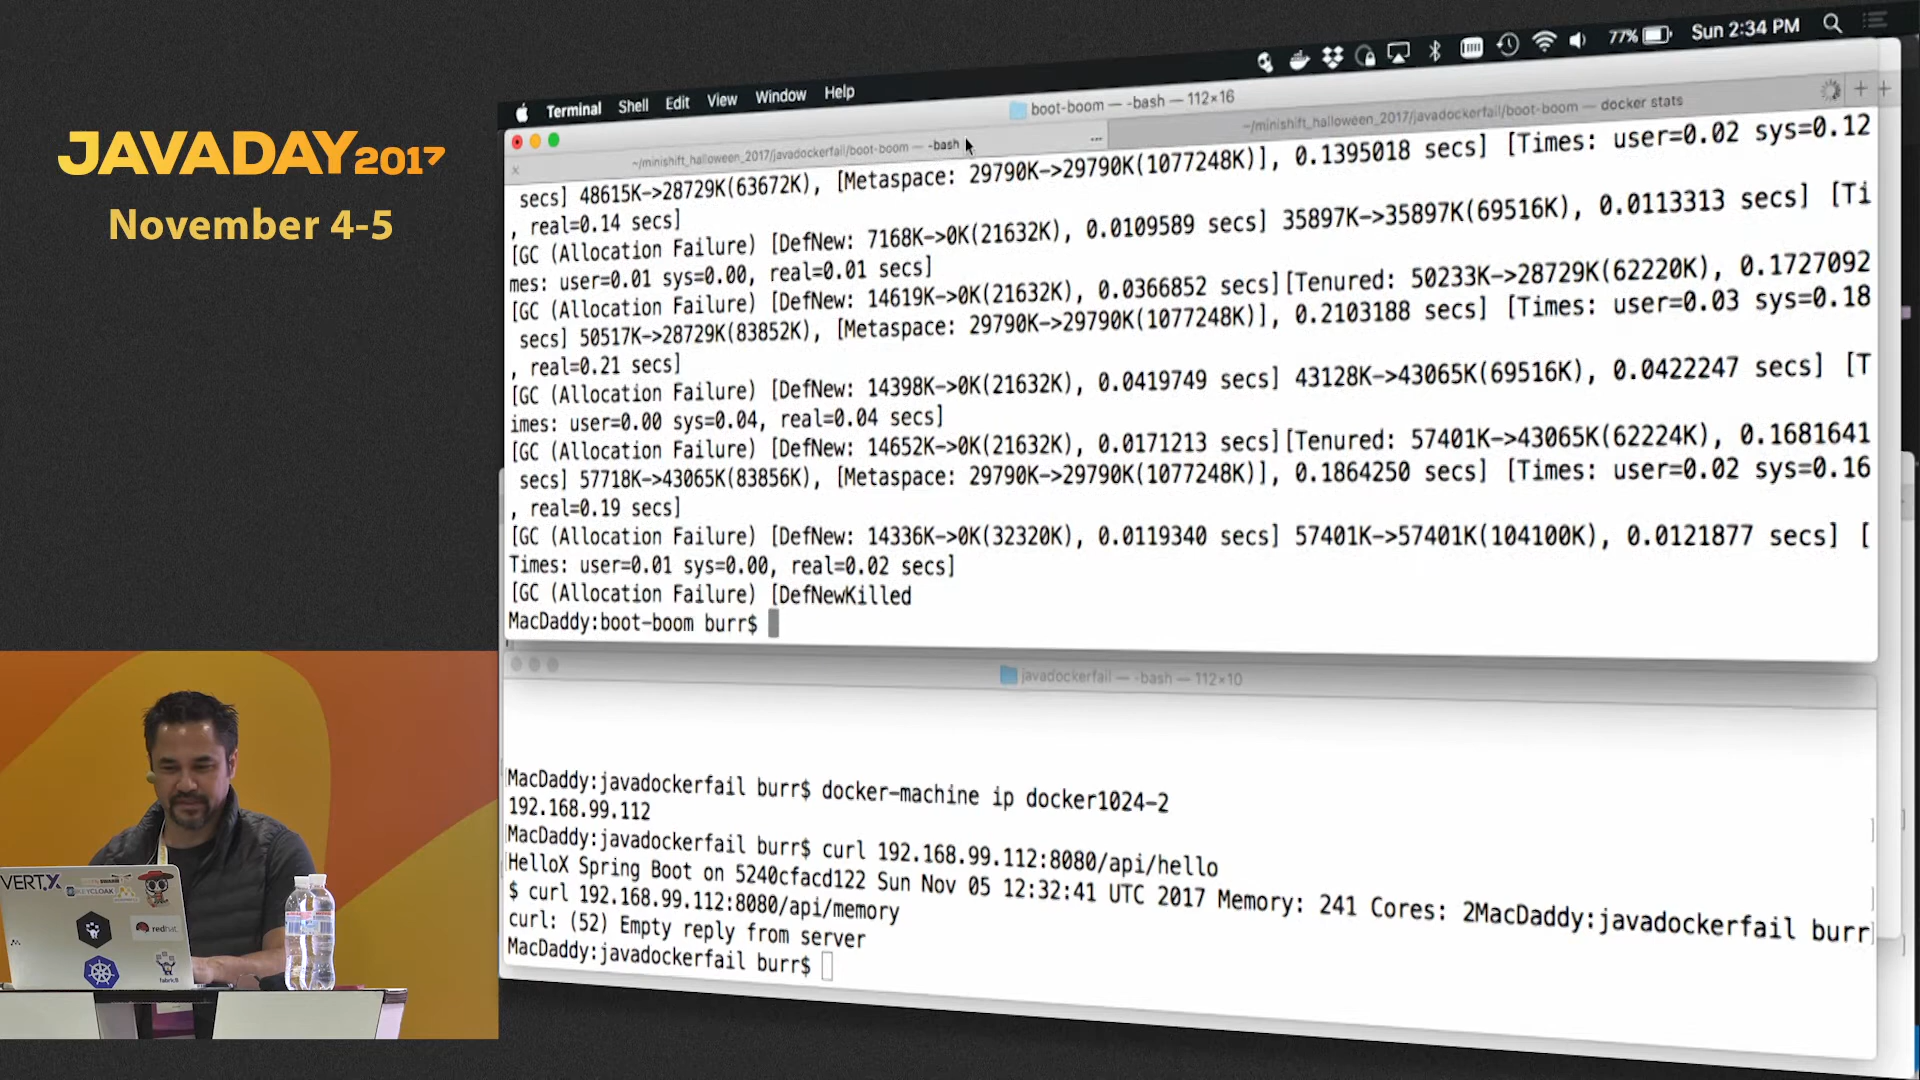 JAVADAY2017
November 4-5
Terminal Shell Edit View Window Help
77% Sun 2:34 PM
boot-boom — -bash — 112×16
~/minishift_halloween_2017/javadockerfail/boot-boom — -bash
~/minishift_halloween_2017/javadockerfail/boot-boom — docker stats
secs] 48615K->28729K(63672K), [Metaspace: 29790K->29790K(1077248K)], 0.1395018 secs] [Times: user=0.02 sys=0.12
, real=0.14 secs]
[GC (Allocation Failure) [DefNew: 7168K->0K(21632K), 0.0109589 secs] 35897K->35897K(69516K), 0.0113313 secs] [Ti
mes: user=0.01 sys=0.00, real=0.01 secs]
[GC (Allocation Failure) [DefNew: 14619K->0K(21632K), 0.0366852 secs][Tenured: 50233K->28729K(62220K), 0.1727092
secs] 50517K->28729K(83852K), [Metaspace: 29790K->29790K(1077248K)], 0.2103188 secs] [Times: user=0.03 sys=0.18
, real=0.21 secs]
[GC (Allocation Failure) [DefNew: 14398K->0K(21632K), 0.0419749 secs] 43128K->43065K(69516K), 0.0422247 secs] [T
imes: user=0.00 sys=0.04, real=0.04 secs]
[GC (Allocation Failure) [DefNew: 14652K->0K(21632K), 0.0171213 secs][Tenured: 57401K->43065K(62224K), 0.1681641
secs] 57718K->43065K(83856K), [Metaspace: 29790K->29790K(1077248K)], 0.1864250 secs] [Times: user=0.02 sys=0.16
, real=0.19 secs]
[GC (Allocation Failure) [DefNew: 14336K->0K(32320K), 0.0119340 secs] 57401K->57401K(104100K), 0.0121877 secs] [
Times: user=0.01 sys=0.00, real=0.02 secs]
[GC (Allocation Failure) [DefNewKilled
MacDaddy:boot-boom burr$
javadockerfail — -bash — 112×10
MacDaddy:javadockerfail burr$ docker-machine ip docker1024-2
192.168.99.112
MacDaddy:javadockerfail burr$ curl 192.168.99.112:8080/api/hello
HelloX Spring Boot on 5240cfacd122 Sun Nov 05 12:32:41 UTC 2017 Memory: 241 Cores: 2MacDaddy:javadockerfail burr
$ curl 192.168.99.112:8080/api/memory
curl: (52) Empty reply from server
MacDaddy:javadockerfail burr$
VERT.X
KEYCLOAK
redhat.
fabric8